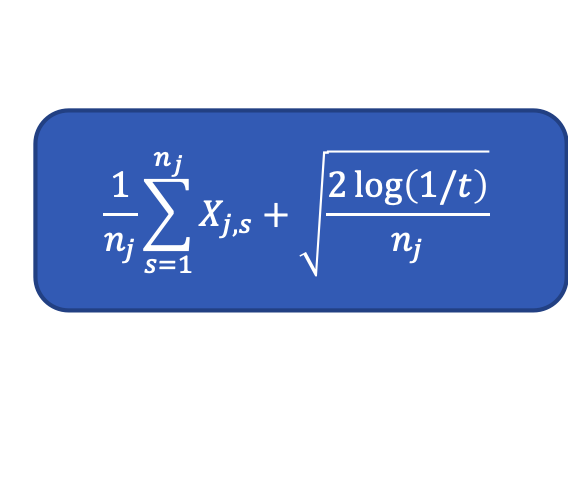 \frac{1}{n_j} \sum_{s=1}^{n_j} X_{j,s} + \sqrt{\frac{2 \log(1/t)}{n_j}}